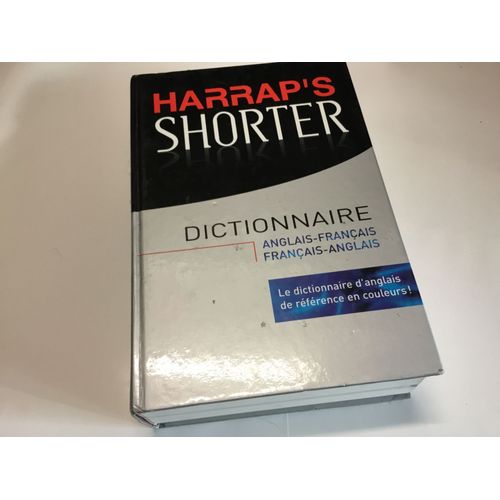 HARRAP'S
SHORTER
DICTIONNAIRE
ANGLAIS-FRANÇAIS
FRANÇAIS-ANGLAIS
Le dictionnaire d'anglais
de référence en couleurs !